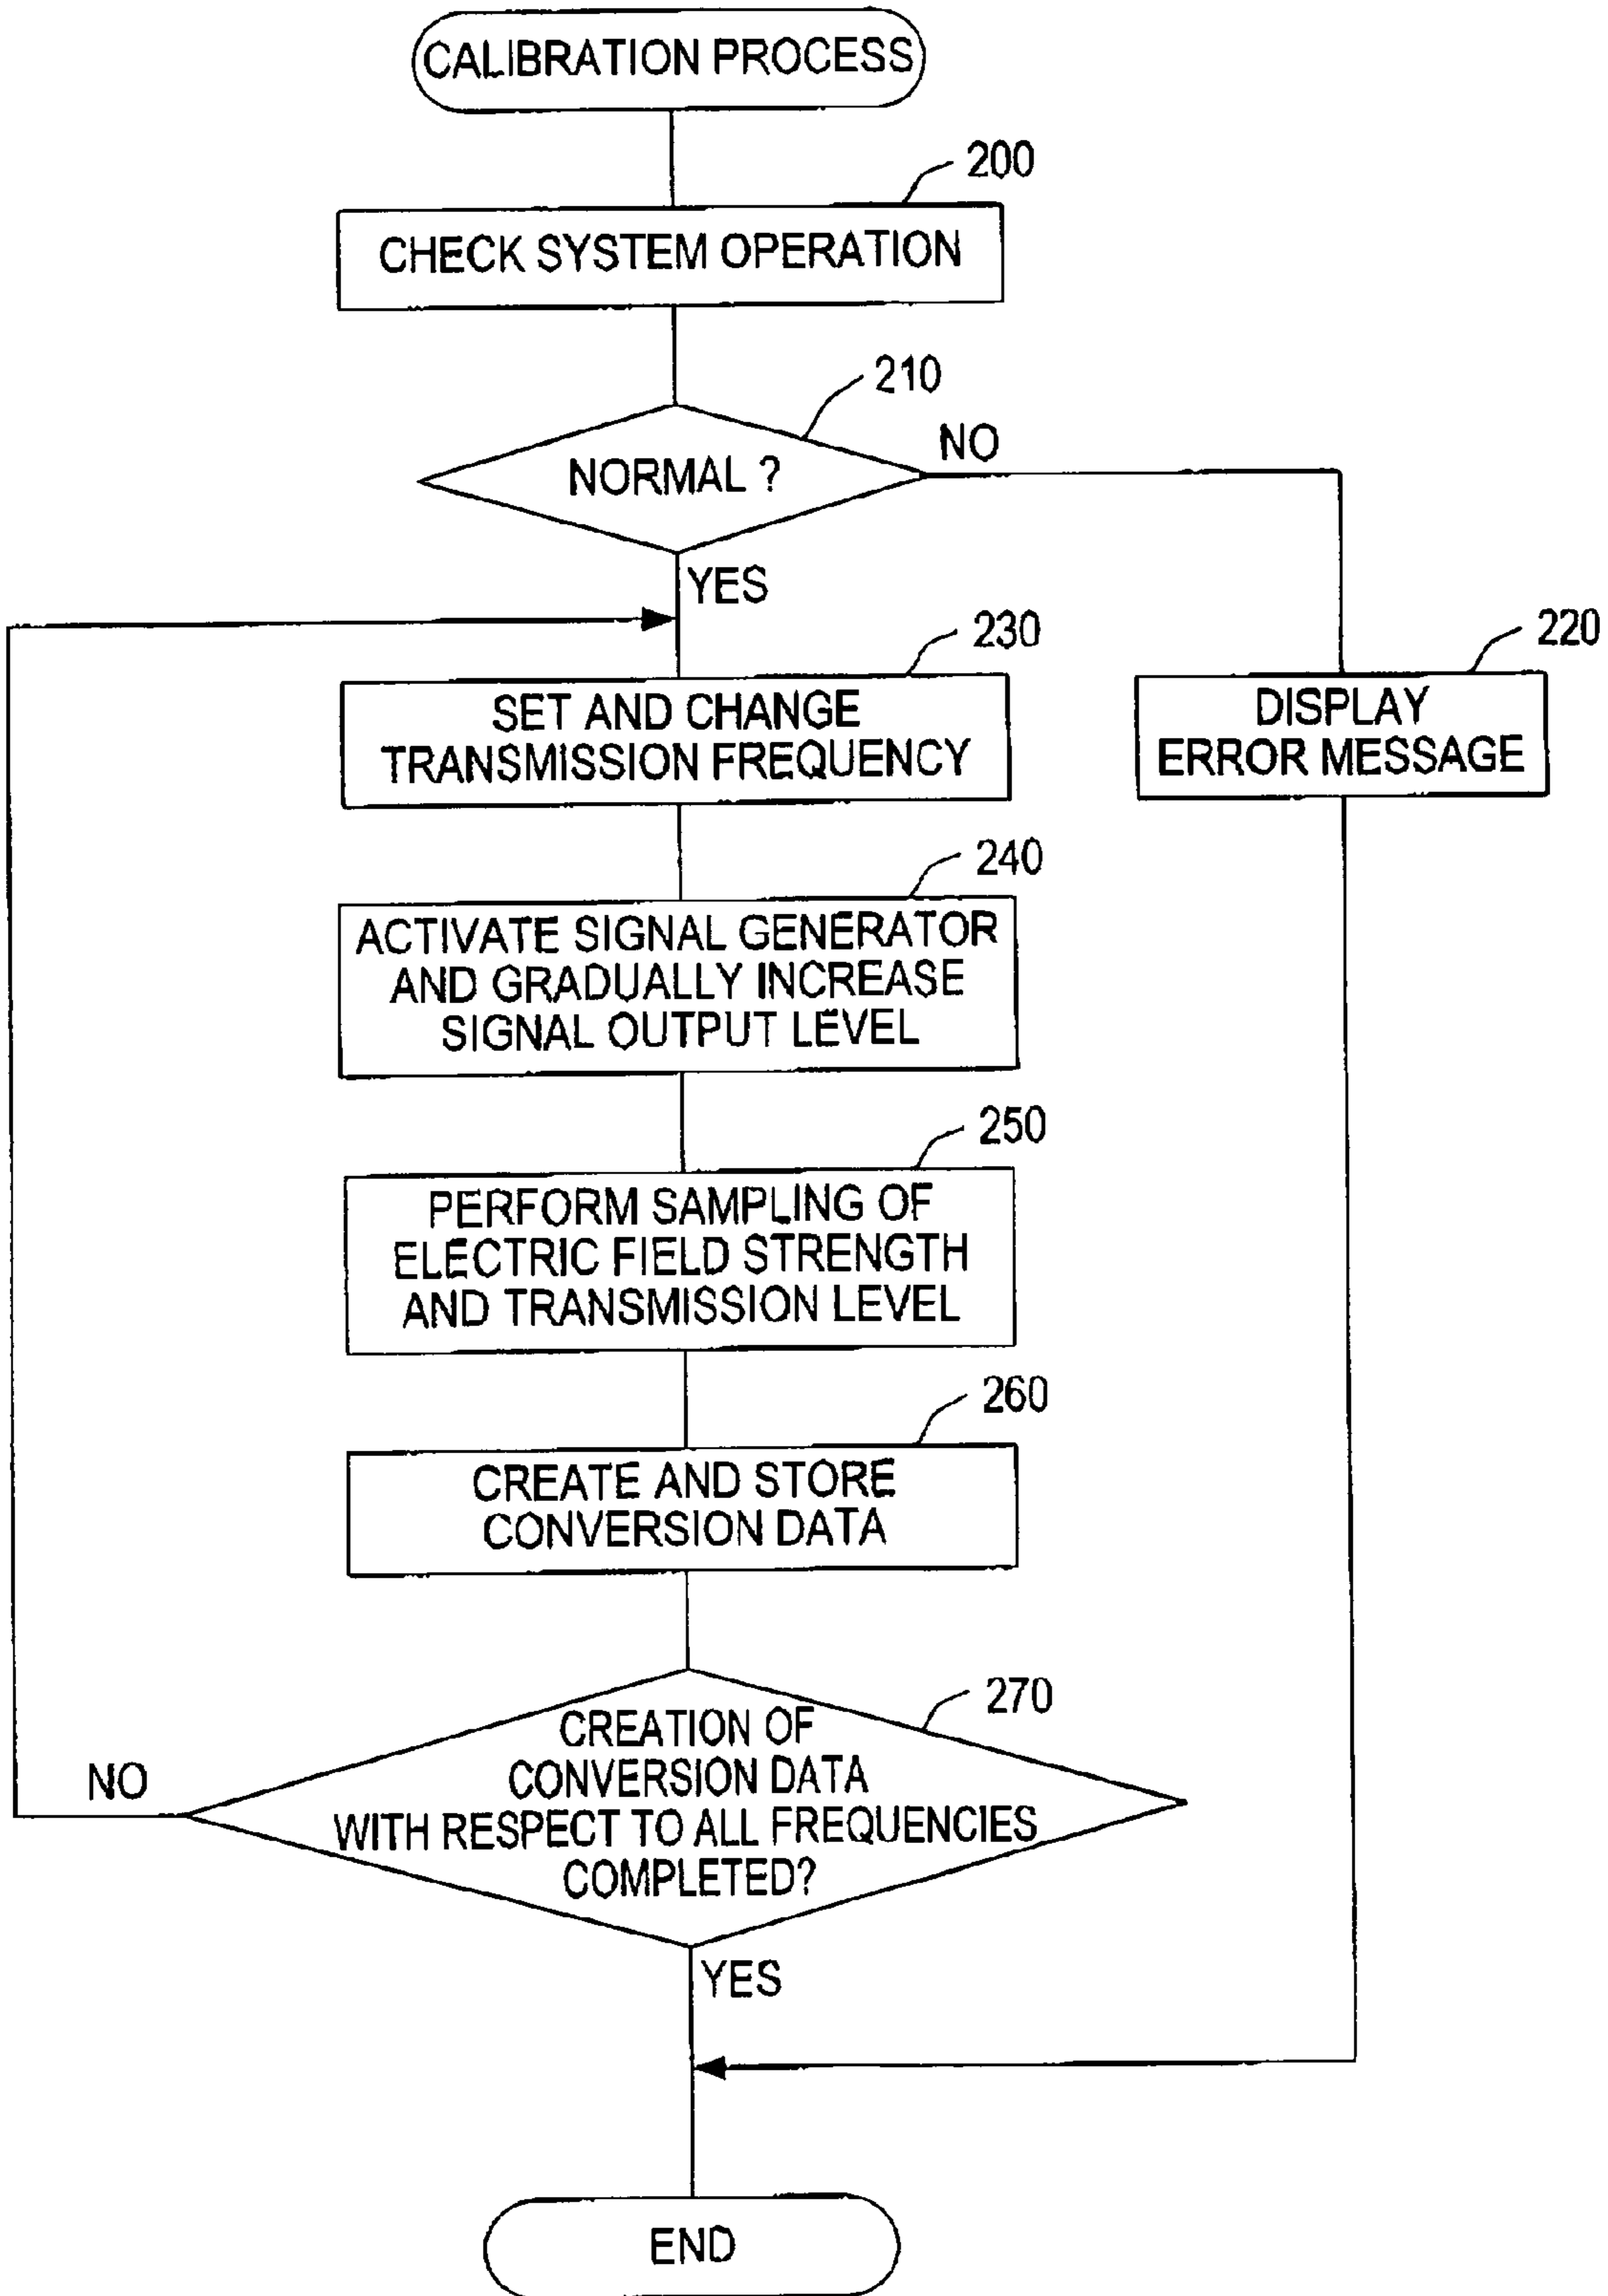 CALIBRATION PROCESS
200
CHECK SYSTEM OPERATION
210
NORMAL ?
NO
YES
230
SET AND CHANGE
TRANSMISSION FREQUENCY
220
DISPLAY
ERROR MESSAGE
240
ACTIVATE SIGNAL GENERATOR
AND GRADUALLY INCREASE
SIGNAL OUTPUT LEVEL
250
PERFORM SAMPLING OF
ELECTRIC FIELD STRENGTH
AND TRANSMISSION LEVEL
260
CREATE AND STORE
CONVERSION DATA
270
CREATION OF
CONVERSION DATA
WITH RESPECT TO ALL FREQUENCIES
COMPLETED?
NO
YES
END